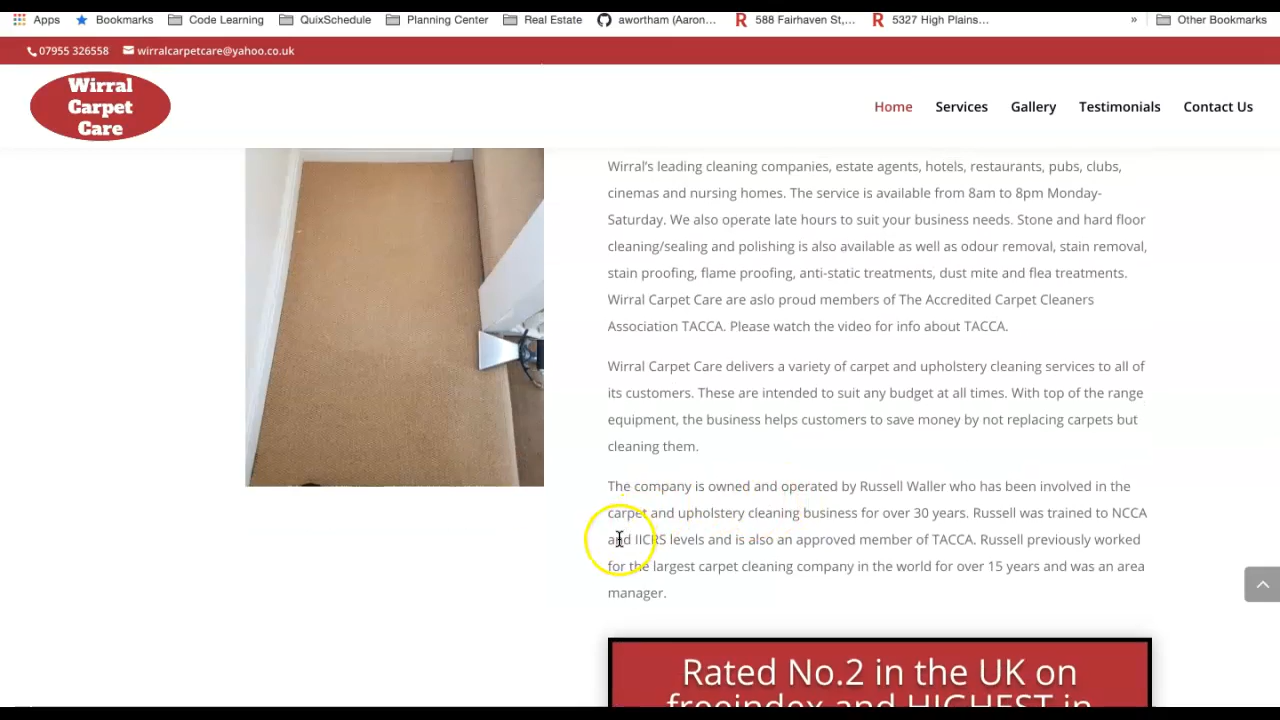 Apps Bookmarks Code Learning QuixSchedule Planning Center Real Estate awortham (Aaron... 588 Fairhaven St,... 5327 High Plains... » Other Bookmarks
07955 326558 wirralcarpetcare@yahoo.co.uk
Wirral
Carpet
Care
Home Services Gallery Testimonials Contact Us
Wirral's leading cleaning companies, estate agents, hotels, restaurants, pubs, clubs,
cinemas and nursing homes. The service is available from 8am to 8pm Monday-
Saturday. We also operate late hours to suit your business needs. Stone and hard floor
cleaning/sealing and polishing is also available as well as odour removal, stain removal,
stain proofing, flame proofing, anti-static treatments, dust mite and flea treatments.
Wirral Carpet Care are aslo proud members of The Accredited Carpet Cleaners
Association TACCA. Please watch the video for info about TACCA.
Wirral Carpet Care delivers a variety of carpet and upholstery cleaning services to all of
its customers. These are intended to suit any budget at all times. With top of the range
equipment, the business helps customers to save money by not replacing carpets but
cleaning them.
The company is owned and operated by Russell Waller who has been involved in the
carpet and upholstery cleaning business for over 30 years. Russell was trained to NCCA
and IICRS levels and is also an approved member of TACCA. Russell previously worked
for the largest carpet cleaning company in the world for over 15 years and was an area
manager.
Rated No.2 in the UK on
freeindex and HIGHEST in